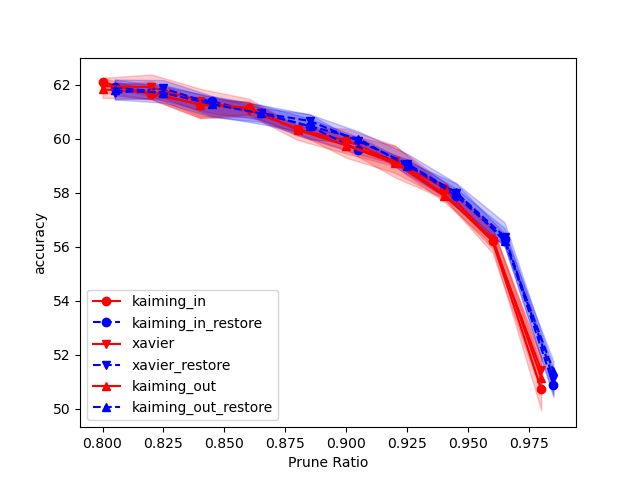 62
60
58
56
54
52
50
accuracy
kaiming_in
kaiming_in_restore
xavier
xavier_restore
kaiming_out
kaiming_out_restore
0.800 0.825 0.850 0.875 0.900 0.925 0.950 0.975
Prune Ratio